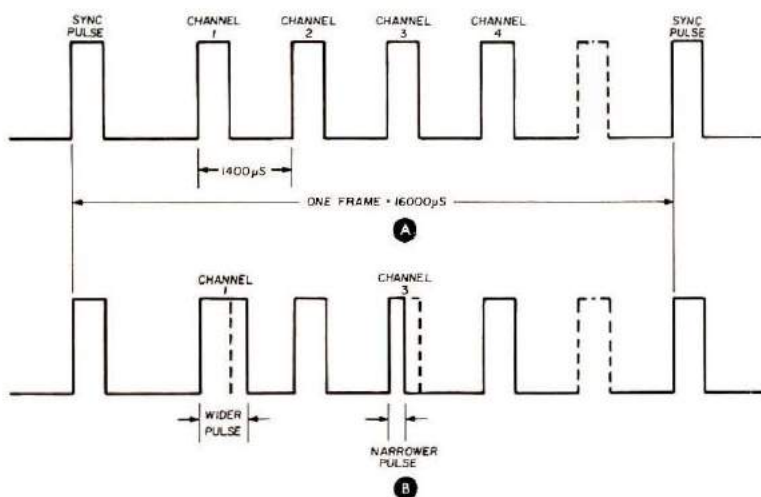 SYNC
PULSE
CHANNEL
1
CHANNEL
2
CHANNEL
3
CHANNEL
4
SYNC
PULSE
1400µS
ONE FRAME = 16000µS
A
CHANNEL
1
CHANNEL
3
WIDER
PULSE
NARROWER
PULSE
B